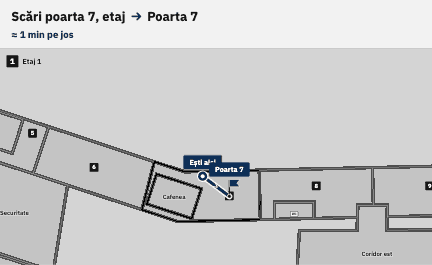 Scări poarta 7, etaj → Poarta 7
≈ 1 min pe jos
1 Etaj 1
5
6
Ești aici
Poarta 7
8
9
Cafenea
Securitate
Coridor est